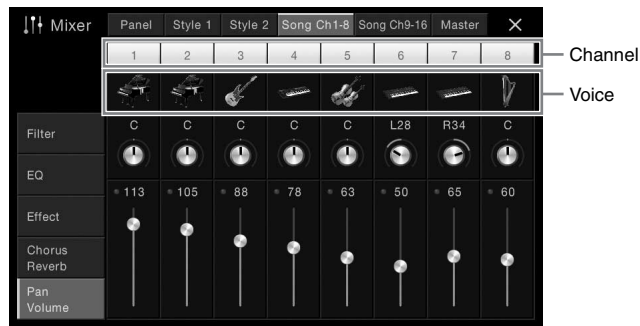 Mixer
Panel Style 1 Style 2 Song Ch1-8 Song Ch9-16 Master
1 2 3 4 5 6 7 8
Channel
Voice
Filter
C C C C C L28 R34 C
EQ
113 105 88 78 63 50 65 60
Effect
Chorus
Reverb
Pan
Volume